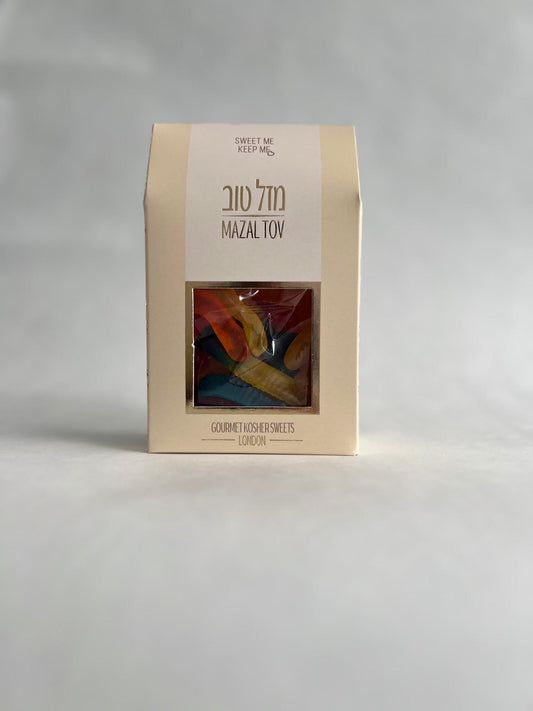 SWEET ME
KEEP ME
מזל טוב
MAZAL TOV
GOURMET KOSHER SWEETS
LONDON